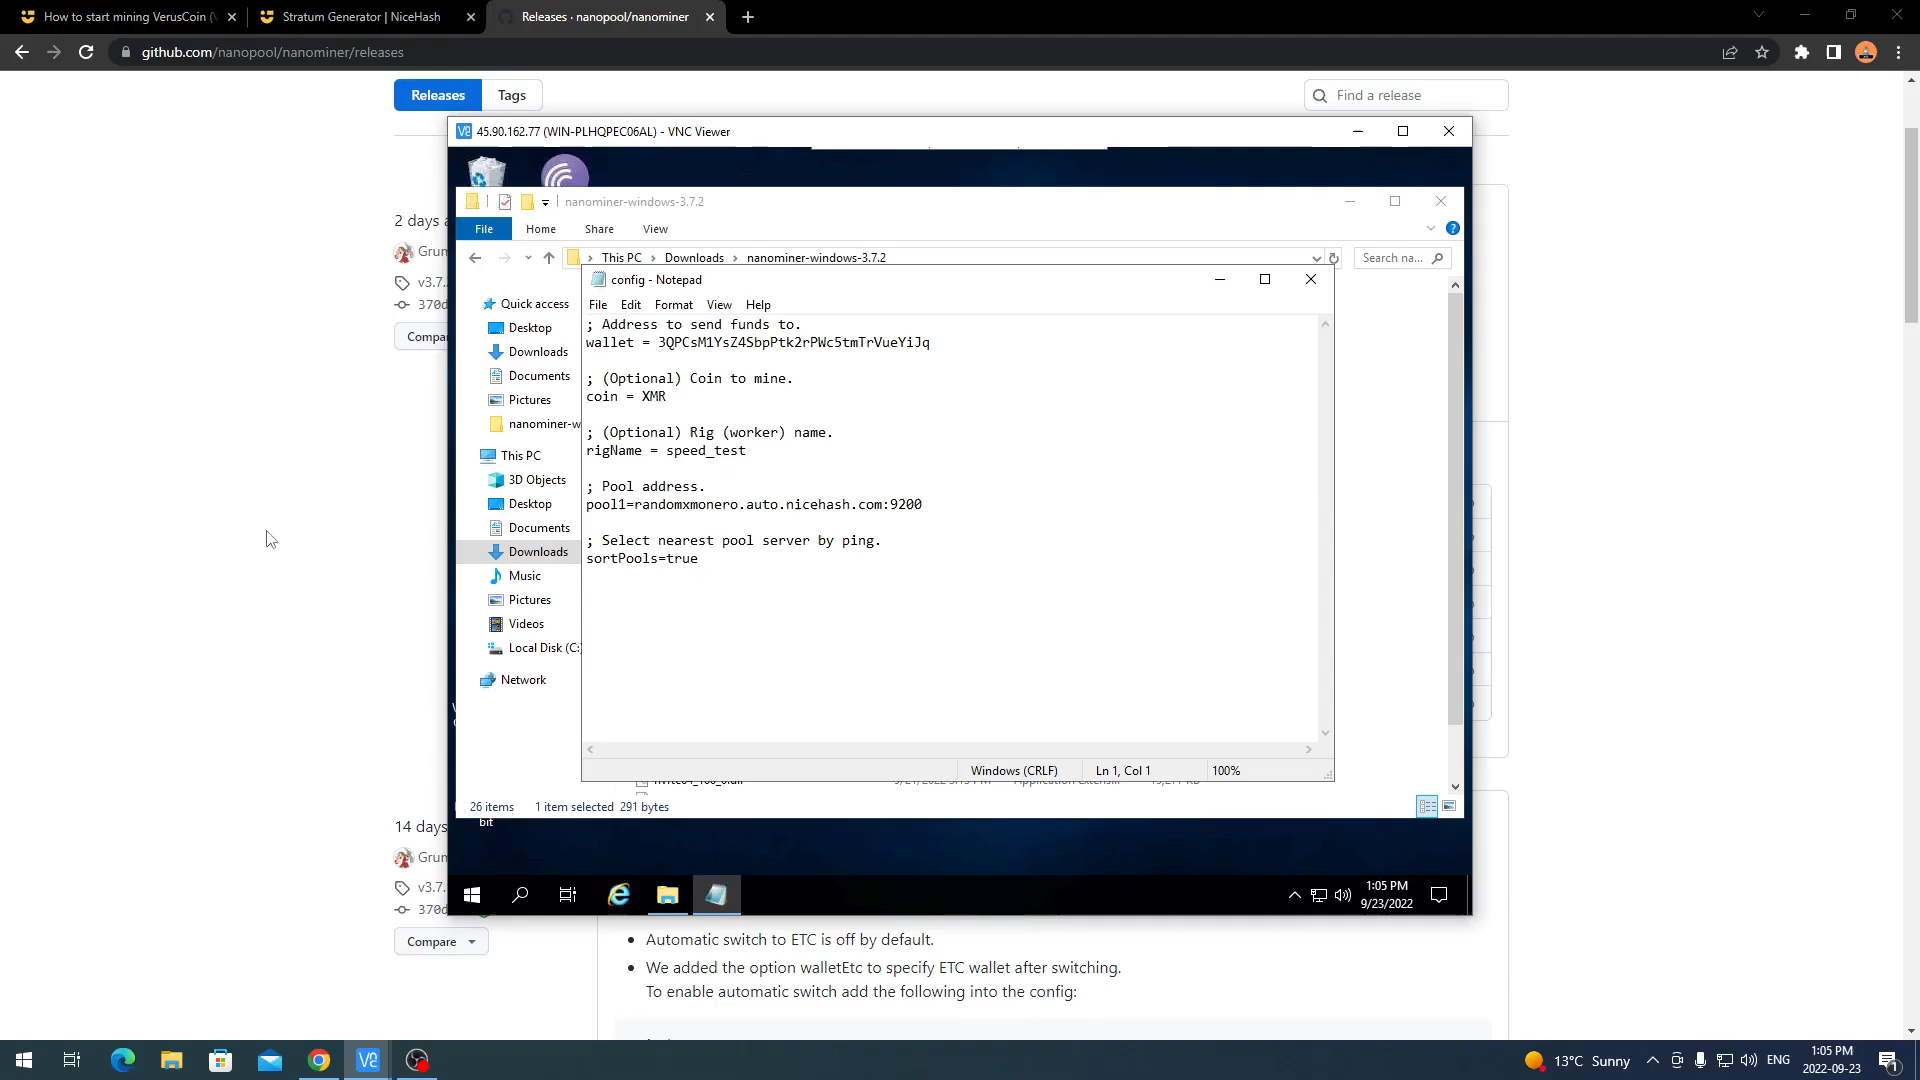 How to start mining VerusCoin (
Stratum Generator | NiceHash
Releases · nanopool/nanominer
github.com/nanopool/nanominer/releases
Releases
Tags
Find a release
45.90.162.77 (WIN-PLHQPEC06AL) - VNC Viewer
nanominer-windows-3.7.2
2 days
File
Home
Share
View
This PC
Downloads
nanominer-windows-3.7.2
Search na...
config - Notepad
File
Edit
Format
View
Help
; Address to send funds to.
wallet = 3QPCsM1YsZ4SbpPtk2rPWc5tmTrVueYiJq
; (Optional) Coin to mine.
coin = XMR
; (Optional) Rig (worker) name.
rigName = speed_test
; Pool address.
pool1=randomxmonero.auto.nicehash.com:9200
; Select nearest pool server by ping.
sortPools=true
Quick access
Desktop
Downloads
Documents
Pictures
nanominer-w
This PC
3D Objects
Desktop
Documents
Downloads
Music
Pictures
Videos
Local Disk (C:)
Network
Windows (CRLF)
Ln 1, Col 1
100%
26 items
1 item selected
291 bytes
bit
1:05 PM
9/23/2022
14 days
Grun
v3.7.
370d
Compare
Automatic switch to ETC is off by default.
We added the option walletEtc to specify ETC wallet after switching.
To enable automatic switch add the following into the config:
13°C
Sunny
ENG
1:05 PM
2022-09-23